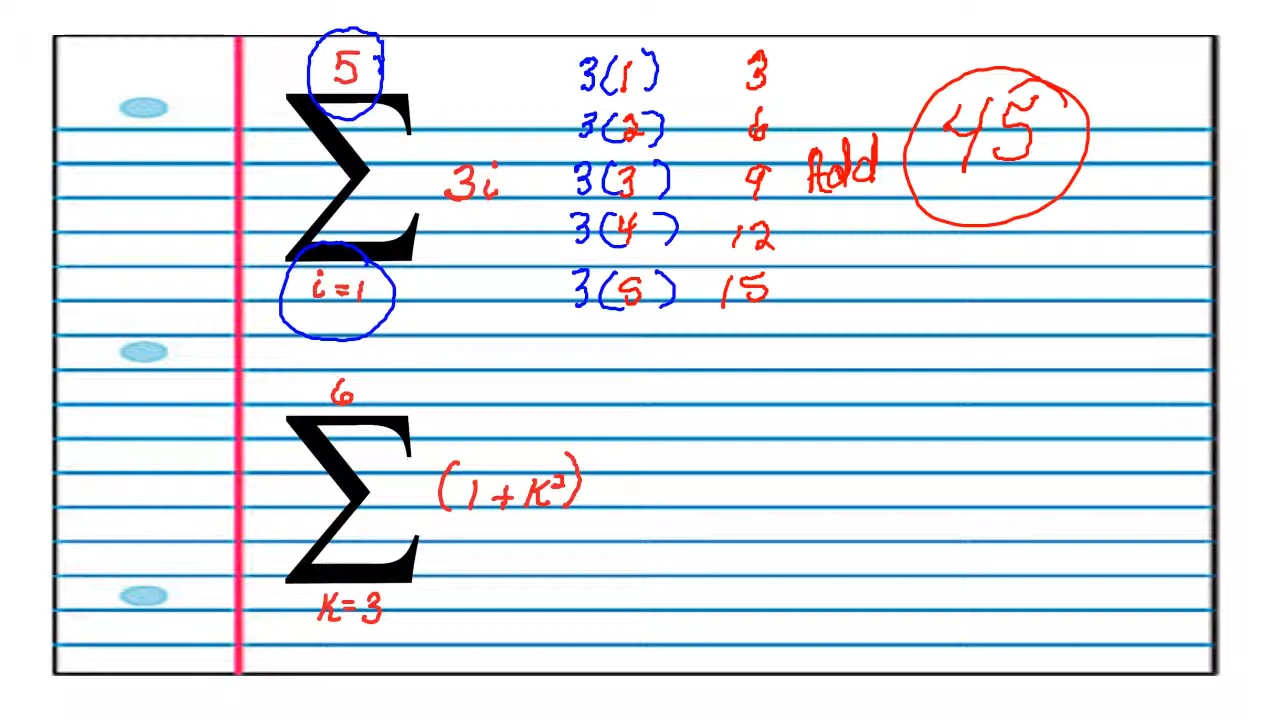 5
∑ 3i
i = 1
3(1) 3
3(2) 6
3(3) 9
3(4) 12
3(5) 15
Add
45
6
∑ (1 + K²)
K = 3